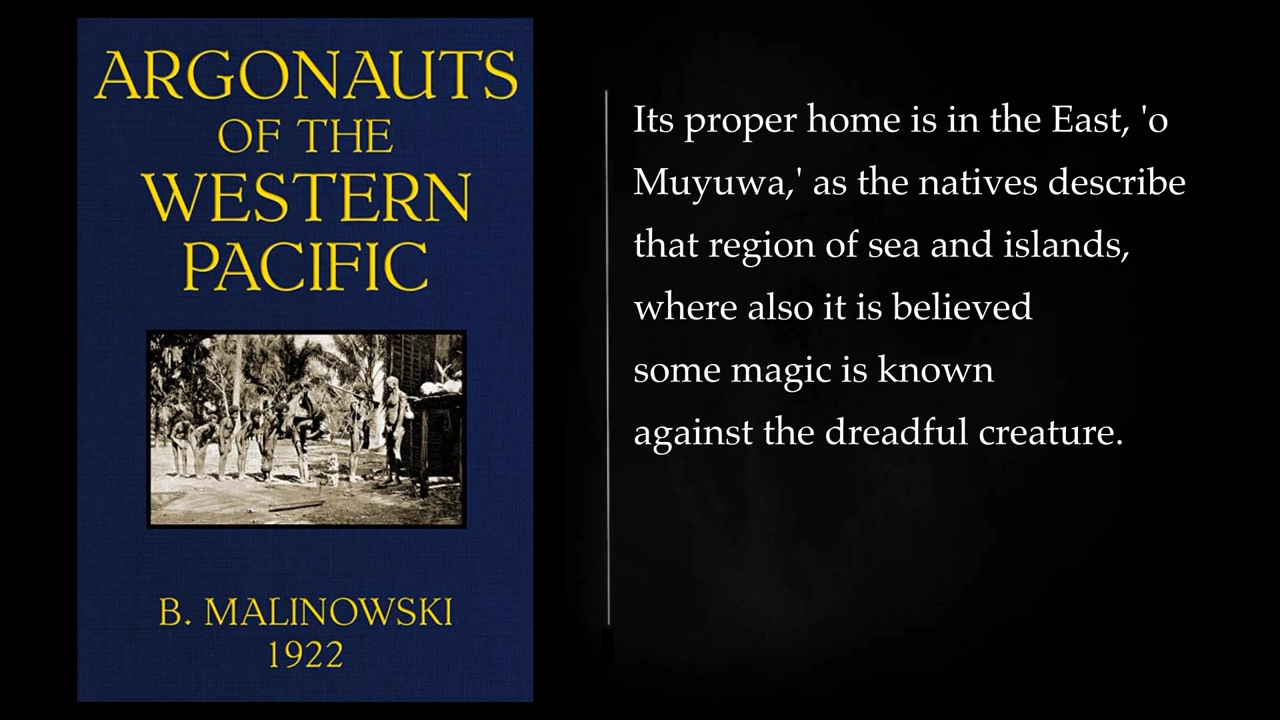 ARGONAUTS
OF THE
WESTERN
PACIFIC
B. MALINOWSKI
1922
Its proper home is in the East, 'o
Muyuwa,' as the natives describe
that region of sea and islands,
where also it is believed
some magic is known
against the dreadful creature.